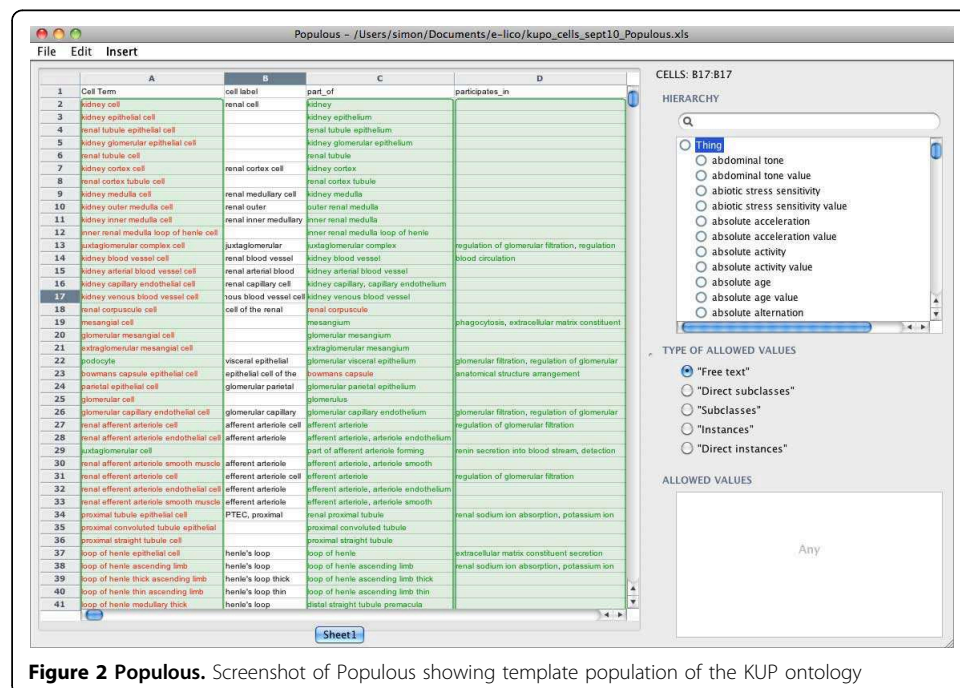 Populous – /Users/simon/Documents/e-lico/kupo_cells_sept10_Populous.xls
File Edit Insert
A B C D
1 Cell Term cell label part_of participates_in
2 kidney cell renal cell kidney
3 kidney epithelial cell kidney epithelium
4 renal tubule epithelial cell renal tubule epithelium
5 kidney glomerular epithelial cell kidney glomerular epithelium
6 renal tubule cell renal tubule
7 kidney cortex cell renal cortex cell kidney cortex
8 renal cortex tubule cell renal cortex tubule
9 kidney medulla cell renal medullary cell kidney medulla
10 kidney outer medulla cell renal outer outer renal medulla
11 kidney inner medulla cell renal inner medullary inner renal medulla
12 inner renal medulla loop of henle cell inner renal medulla loop of henle
13 juxtaglomerular complex cell juxtaglomerular juxtaglomerular complex regulation of glomerular filtration, regulation
14 kidney blood vessel cell renal blood vessel kidney blood vessel blood circulation
15 kidney arterial blood vessel cell renal arterial blood kidney arterial blood vessel
16 kidney capillary endothelial cell renal capillary cell kidney capillary, capillary endothelium
17 kidney venous blood vessel cell nous blood vessel cell kidney venous blood vessel
18 renal corpuscule cell cell of the renal renal corpuscule
19 mesangial cell mesangium phagocytosis, extracellular matrix constituent
20 glomerular mesangial cell glomerular mesangium
21 extraglomerular mesangial cell extraglomerular mesangium
22 podocyte visceral epithelial glomerular visceral epithelium glomerular filtration, regulation of glomerular
23 bowmans capsule epithelial cell epithelial cell of the bowmans capsule anatomical structure arrangement
24 parietal epithelial cell glomerular parietal glomerular parietal epithelium
25 glomerular cell glomerulus
26 glomerular capillary endothelial cell glomerular capillary glomerular capillary endothelium glomerular filtration, regulation of glomerular
27 renal afferent arteriole cell afferent arteriole cell afferent arteriole regulation of glomerular filtration
28 renal afferent arteriole endothelial cell afferent arteriole afferent arteriole, arteriole endothelium
29 juxtaglomerular cell part of afferent arteriole forming renin secretion into blood stream, detection
30 renal afferent arteriole smooth muscle afferent arteriole afferent arteriole, arteriole smooth
31 renal efferent arteriole cell efferent arteriole cell efferent arteriole regulation of glomerular filtration
32 renal efferent arteriole endothelial cell efferent arteriole efferent arteriole, arteriole endothelium
33 renal efferent arteriole smooth muscle efferent arteriole efferent arteriole, arteriole smooth
34 proximal tubule epithelial cell PTEC, proximal renal proximal tubule renal sodium ion absorption, potassium ion
35 proximal convoluted tubule epithelial proximal convoluted tubule
36 proximal straight tubule cell proximal straight tubule
37 loop of henle epithelial cell henle's loop loop of henle extracellular matrix constituent secretion
38 loop of henle ascending limb henle's loop loop of henle ascending limb renal sodium ion absorption, potassium ion
39 loop of henle thick ascending limb henle's loop thick loop of henle ascending limb thick
40 loop of henle thin ascending limb henle's loop thin loop of henle ascending limb thin
41 loop of henle medullary thick henle's loop distal straight tubule premacula
Sheet1
CELLS: B17:B17
HIERARCHY
Thing
abdominal tone
abdominal tone value
abiotic stress sensitivity
abiotic stress sensitivity value
absolute acceleration
absolute acceleration value
absolute activity
absolute activity value
absolute age
absolute age value
absolute alternation
TYPE OF ALLOWED VALUES
"Free text"
"Direct subclasses"
"Subclasses"
"Instances"
"Direct instances"
ALLOWED VALUES
Any
Figure 2 Populous. Screenshot of Populous showing template population of the KUP ontology